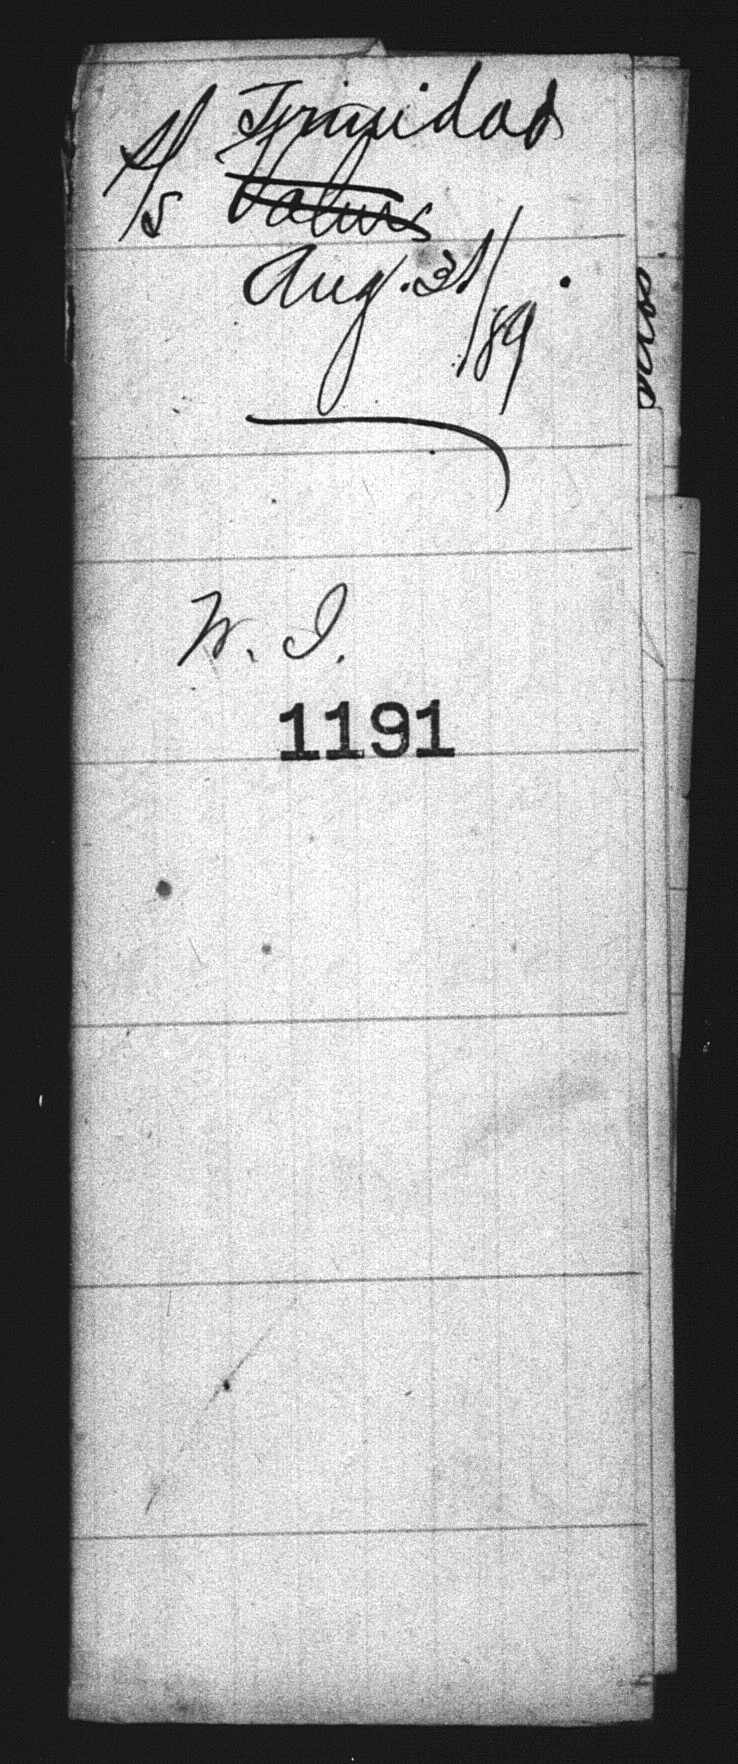 S/S Trinidad
Aug. 31/89
W. I.
1191